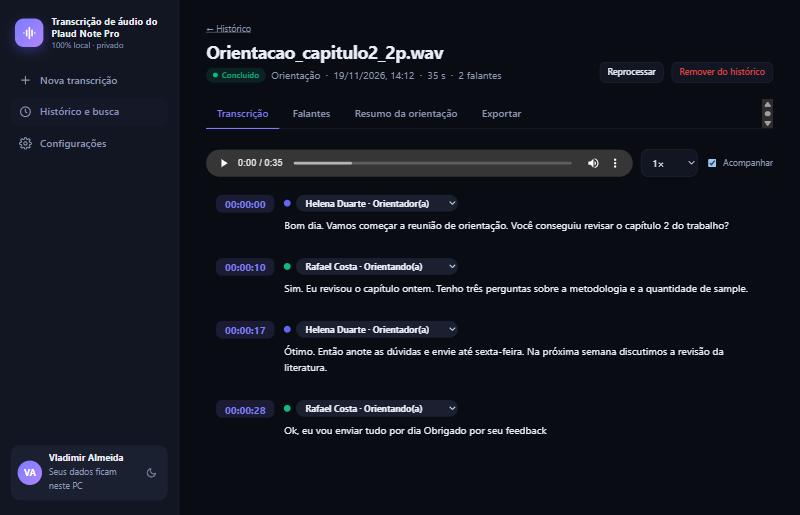 Transcrição de áudio do
Plaud Note Pro
100% local · privado
Nova transcrição
Histórico e busca
Configurações
Vladimir Almeida
VA
Seus dados ficam
neste PC
← Histórico
Orientacao_capitulo2_2p.wav
Concluído
Orientação · 19/11/2026, 14:12 · 35 s · 2 falantes
Reprocessar
Remover do histórico
Transcrição
Falantes
Resumo da orientação
Exportar
0:00 / 0:35
1×
Acompanhar
00:00:00
Helena Duarte · Orientador(a)
Bom dia. Vamos começar a reunião de orientação. Você conseguiu revisar o capítulo 2 do trabalho?
00:00:10
Rafael Costa · Orientando(a)
Sim. Eu revisou o capítulo ontem. Tenho três perguntas sobre a metodologia e a quantidade de sample.
00:00:17
Helena Duarte · Orientador(a)
Ótimo. Então anote as dúvidas e envie até sexta-feira. Na próxima semana discutimos a revisão da
literatura.
00:00:28
Rafael Costa · Orientando(a)
Ok, eu vou enviar tudo por dia Obrigado por seu feedback